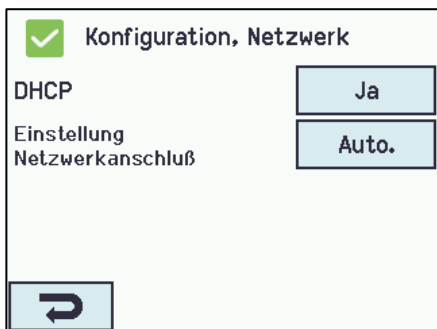 Konfiguration, Netzwerk
DHCP
Ja
Einstellung
Netzwerkanschluß
Auto.